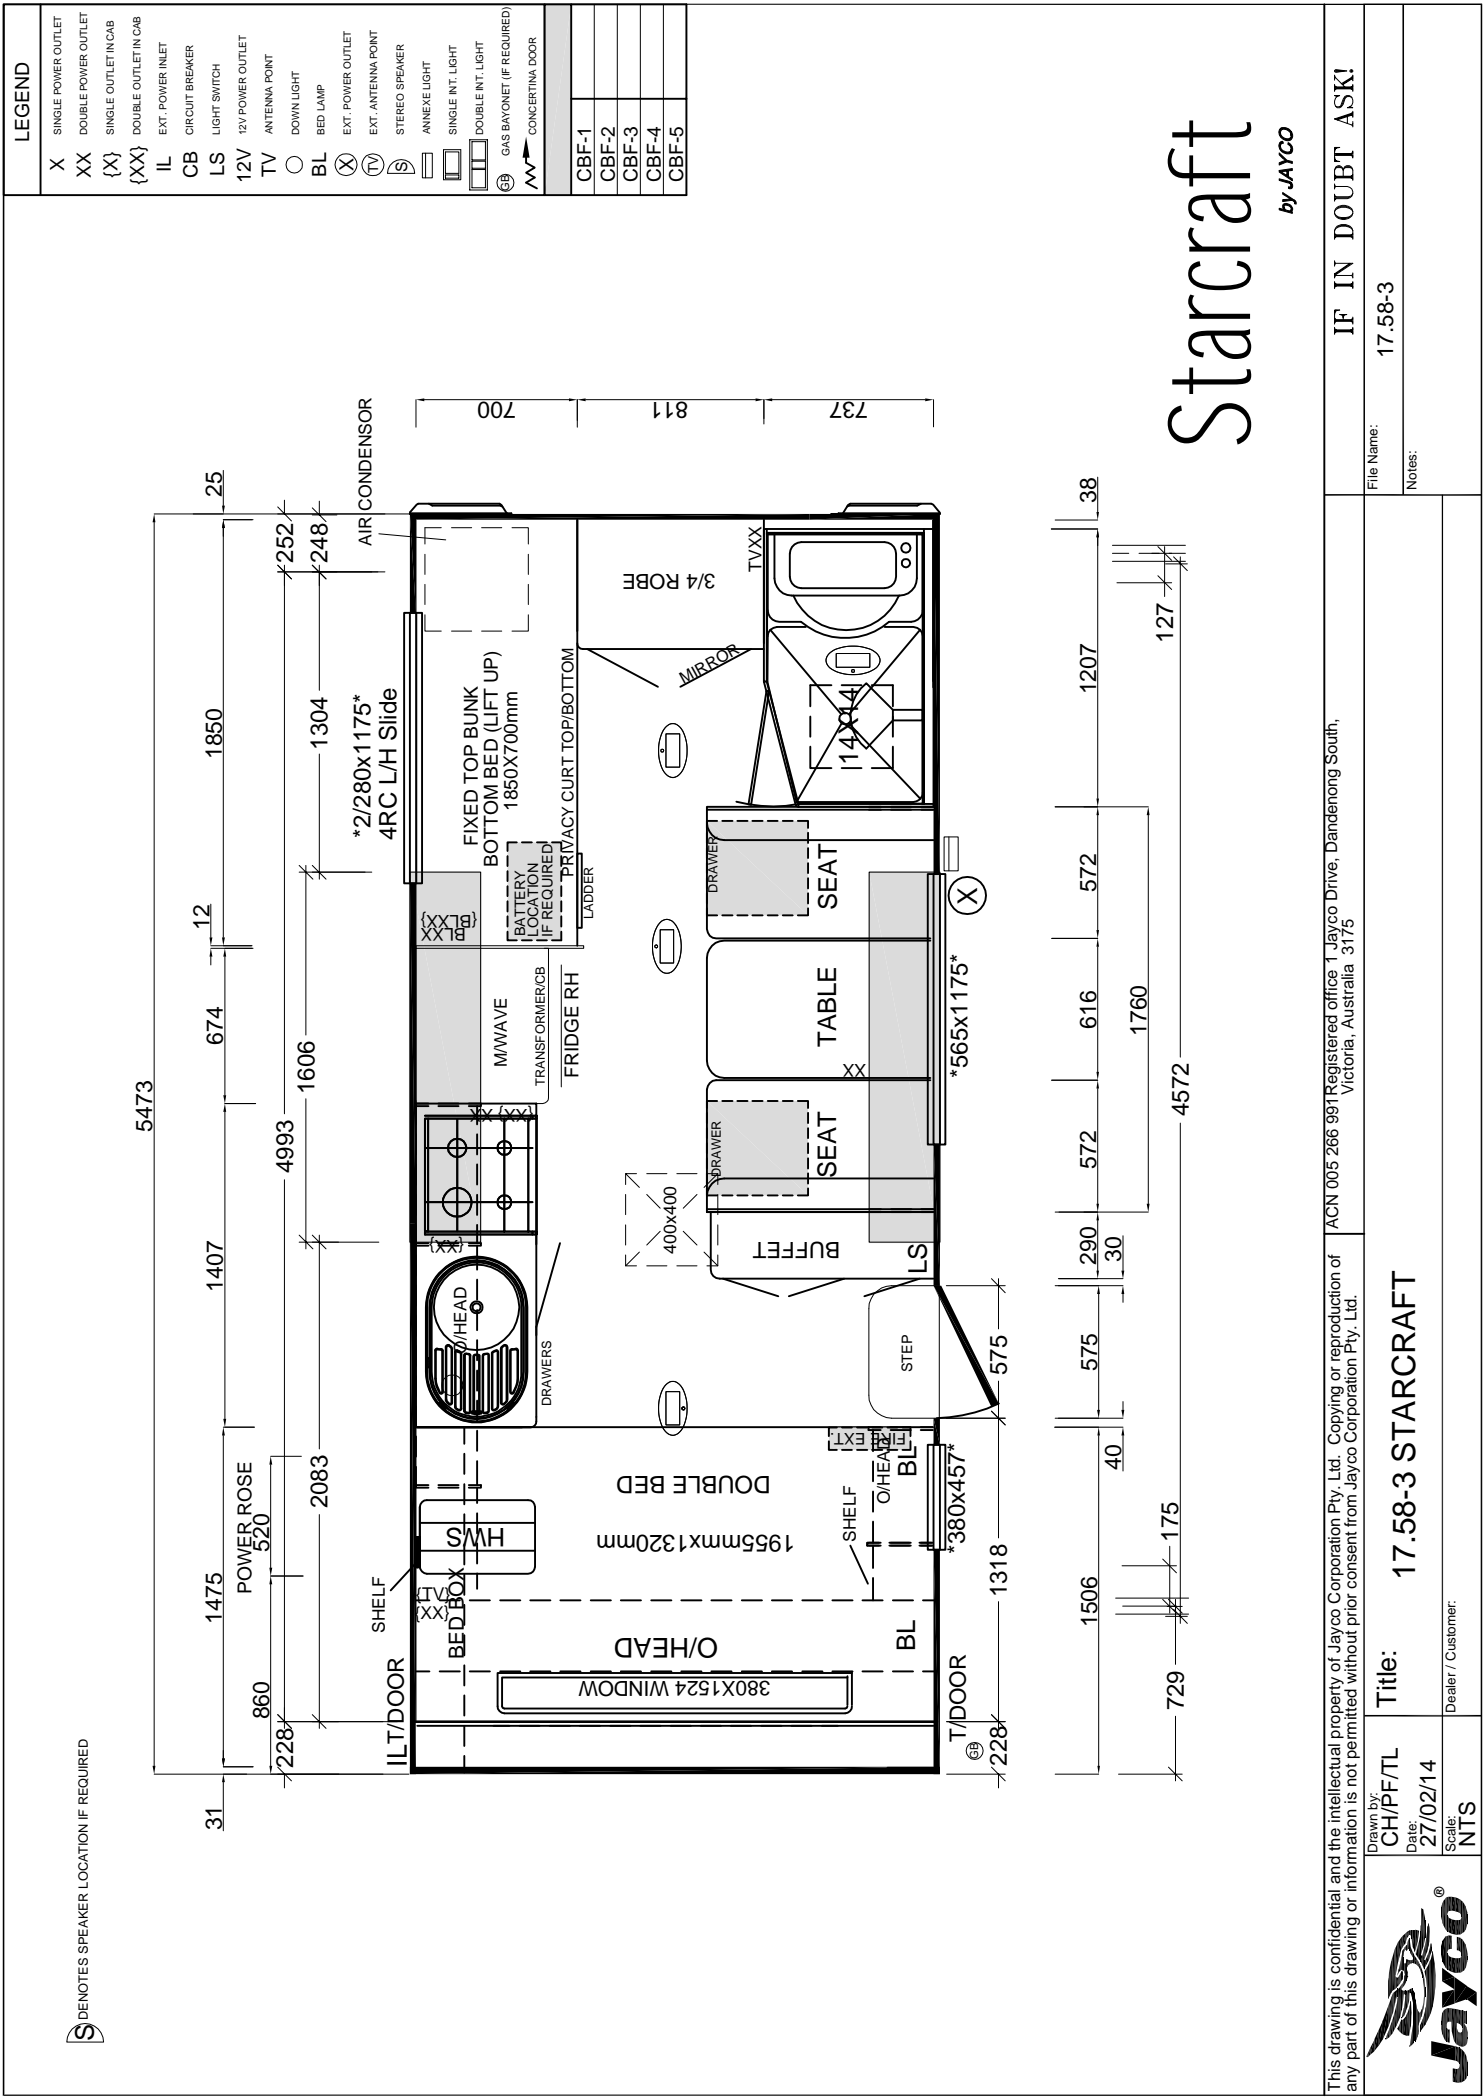 LEGEND
X SINGLE POWER OUTLET
XX DOUBLE POWER OUTLET
{X} SINGLE OUTLET IN CAB
{XX} DOUBLE OUTLET IN CAB
IL EXT. POWER INLET
CB CIRCUIT BREAKER
LS LIGHT SWITCH
12V 12V POWER OUTLET
TV ANTENNA POINT
DOWN LIGHT
BL BED LAMP
X EXT. POWER OUTLET
TV EXT. ANTENNA POINT
S STEREO SPEAKER
ANNEXE LIGHT
SINGLE INT. LIGHT
DOUBLE INT. LIGHT
GB GAS BAYONET (IF REQUIRED)
CONCERTINA DOOR
CBF-1
CBF-2
CBF-3
CBF-4
CBF-5
S DENOTES SPEAKER LOCATION IF REQUIRED
5473
31
1475
1407
674
12
1850
25
POWER ROSE
860
520
228
4993
252
2083
1606
1304
248
AIR CONDENSOR
*2/280x1175*
4RC L/H Slide
700
811
737
ILT/DOOR
SHELF
BED BOX
{TV}
{XX}
HWS
O/HEAD
DRAWERS
{XX}
XX {XX}
M/WAVE
TRANSFORMER/CB
FRIDGE RH
BLXX
{BLXX}
BATTERY
LOCATION
IF REQUIRED
FIXED TOP BUNK
BOTTOM BED (LIFT UP)
1850X700mm
PRIVACY CURT TOP/BOTTOM
LADDER
3/4 ROBE
MIRROR
TVXX
14X14
380X1524 WINDOW
O/HEAD
DOUBLE BED
1955mmx1320mm
BL
SHELF
O/HEAD
BL
FIRE EXT
400x400
STEP
BUFFET
LS
DRAWER
SEAT
TABLE
XX
DRAWER
SEAT
T/DOOR
GB
*380x457*
*565x1175*
X
228
1318
575
1506
40
575
30
290
572
616
572
1207
38
1760
729
175
4572
127
Starcraft
by JAYCO
This drawing is confidential and the intellectual property of Jayco Corporation Pty. Ltd. Copying or reproduction of
any part of this drawing or information is not permitted without prior consent from Jayco Corporation Pty. Ltd.
ACN 005 266 991 Registered office 1 Jayco Drive, Dandenong South,
Victoria, Australia 3175
IF IN DOUBT ASK!
Jayco®
Drawn by:
CH/PF/TL
Date:
27/02/14
Scale:
NTS
Title:
17.58-3 STARCRAFT
Dealer / Customer:
File Name:
17.58-3
Notes: